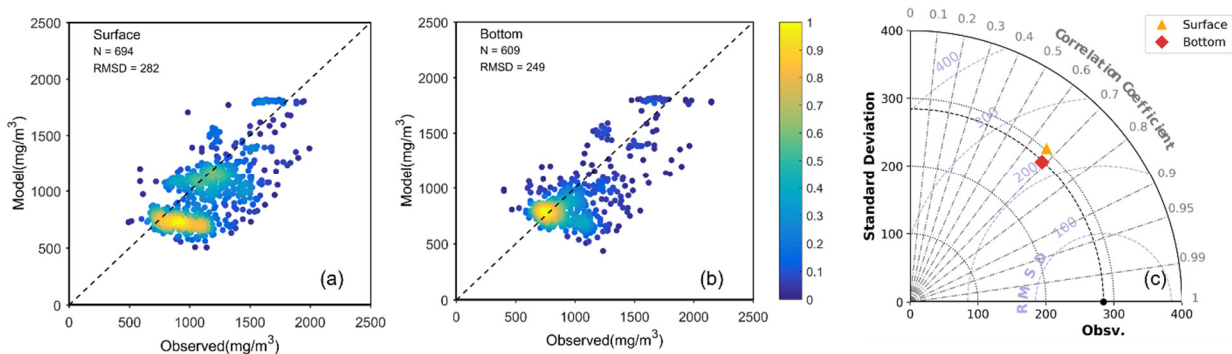 Surface
N = 694
RMSD = 282
2500
2000
1500
1000
500
0
Model(mg/m³)
0 500 1000 1500 2000 2500
Observed(mg/m³)
(a)
Bottom
N = 609
RMSD = 249
2500
2000
1500
1000
500
0
Model(mg/m³)
0 500 1000 1500 2000 2500
Observed(mg/m³)
(b)
1
0.9
0.8
0.7
0.6
0.5
0.4
0.3
0.2
0.1
0
Surface
Bottom
0 0.1 0.2 0.3 0.4 0.5 0.6 0.7 0.8 0.9 0.95 0.99 1
Correlation Coefficient
400
300
200
100
0
Standard Deviation
400
300
200
100
RMSD
0 100 200 300 400
Obsv.
(c)